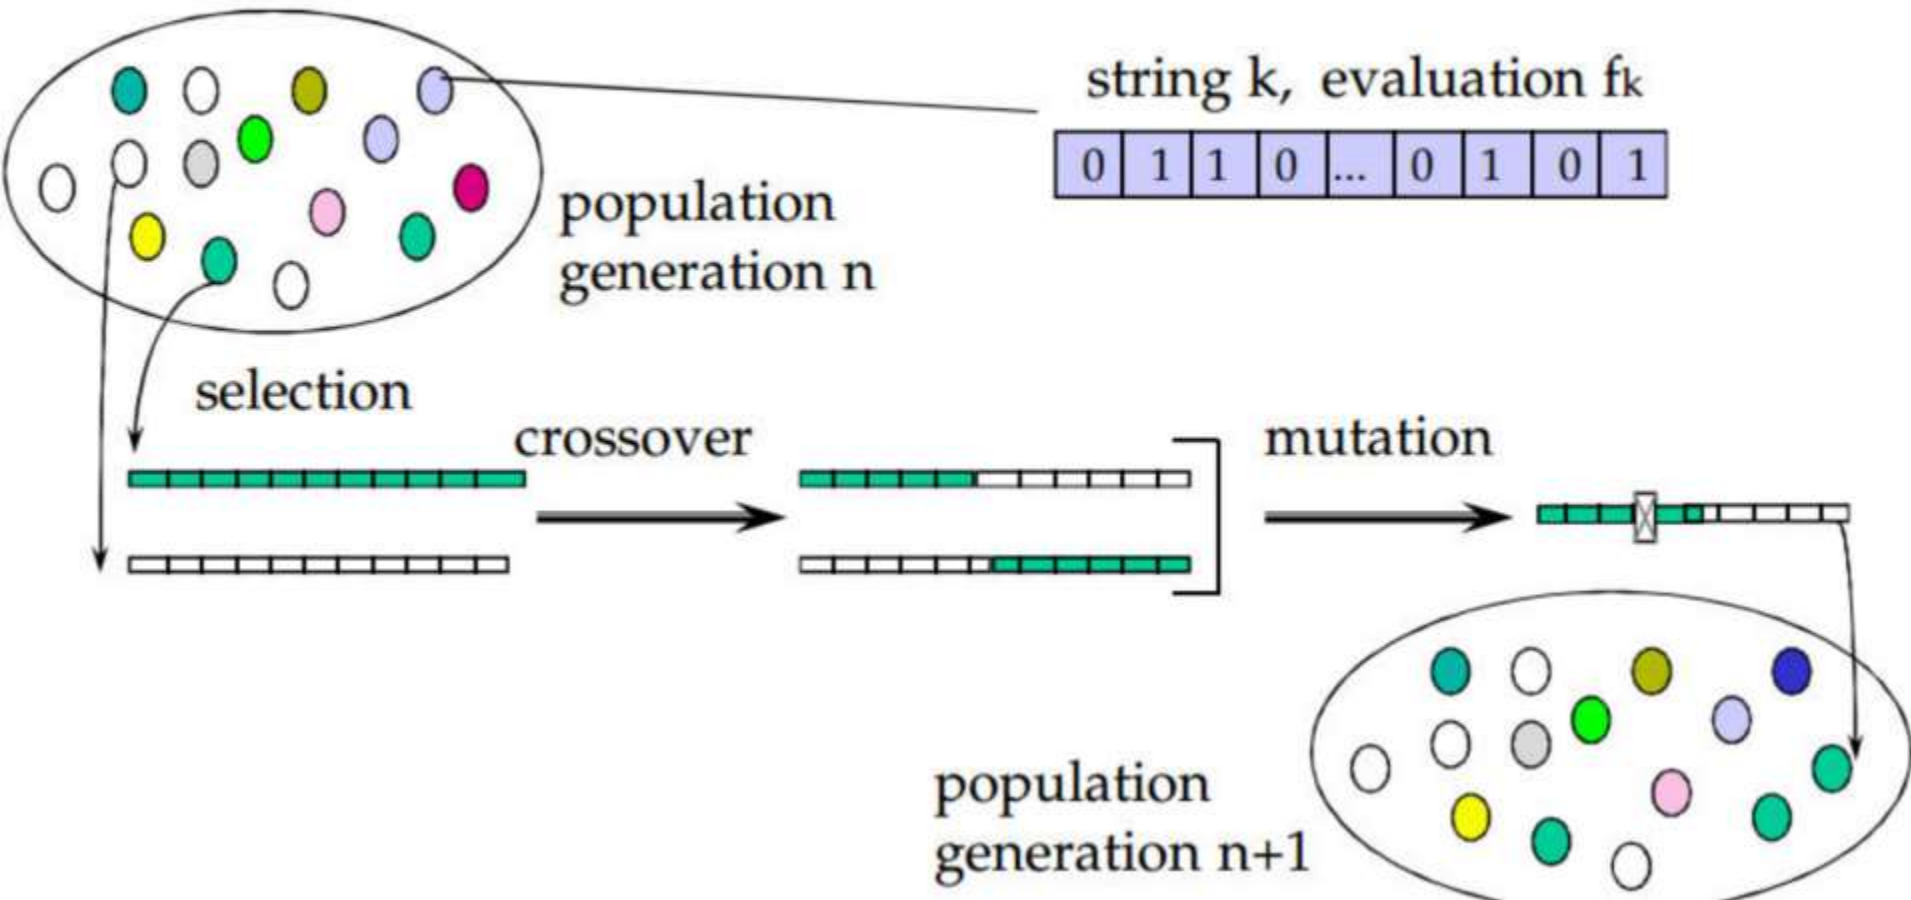 string k, evaluation fk
0 1 1 0 ... 0 1 0 1
population
generation n
selection
crossover
mutation
population
generation n+1